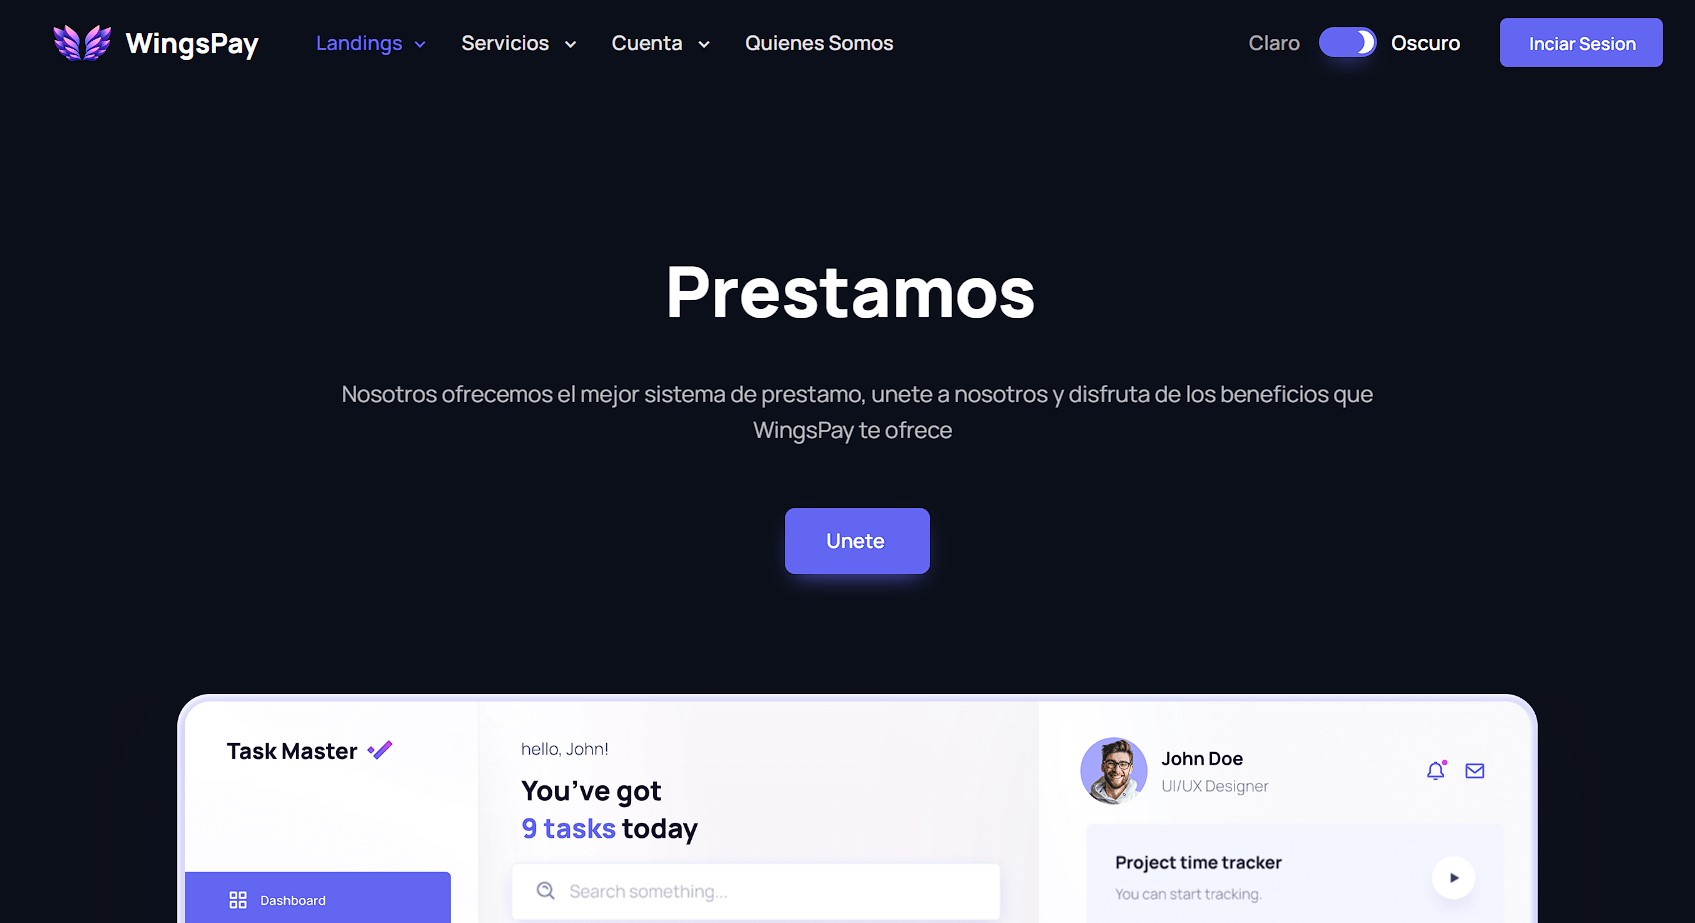 WingsPay
Landings
Servicios
Cuenta
Quienes Somos
Claro
Oscuro
Inciar Sesion
Prestamos
Nosotros ofrecemos el mejor sistema de prestamo, unete a nosotros y disfruta de los beneficios que
WingsPay te ofrece
Unete
Task Master
Dashboard
hello, John!
You've got
9 tasks today
Search something...
John Doe
UI/UX Designer
Project time tracker
You can start tracking.